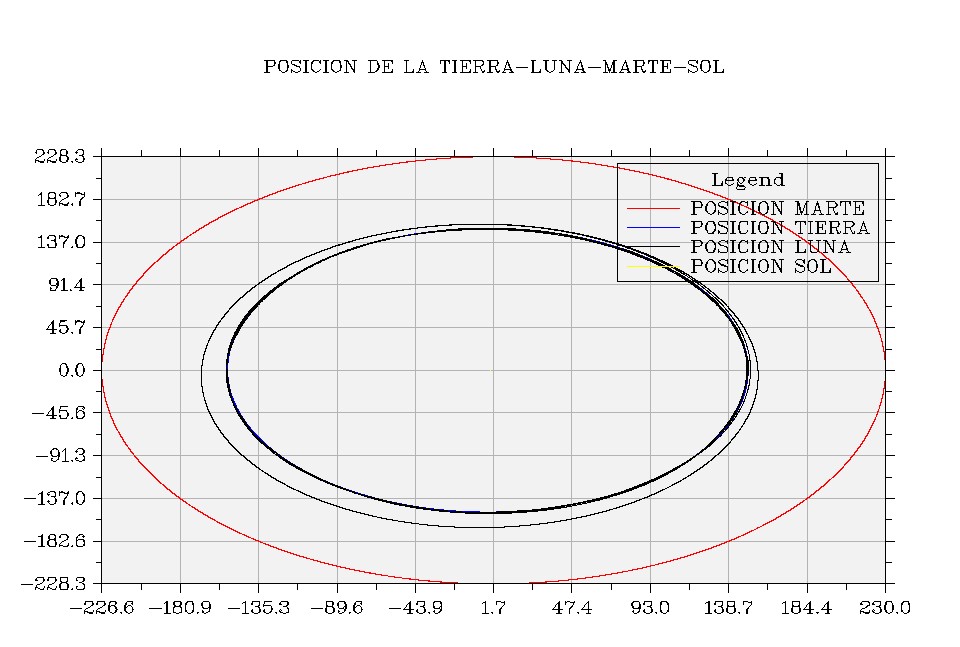 POSICION DE LA TIERRA-LUNA-MARTE-SOL
228.3
182.7
137.0
91.4
45.7
0.0
-45.6
-91.3
-137.0
-182.6
-228.3
-226.6 -180.9 -135.3 -89.6 -43.9 1.7 47.4 93.0 138.7 184.4 230.0
Legend
POSICION MARTE
POSICION TIERRA
POSICION LUNA
POSICION SOL